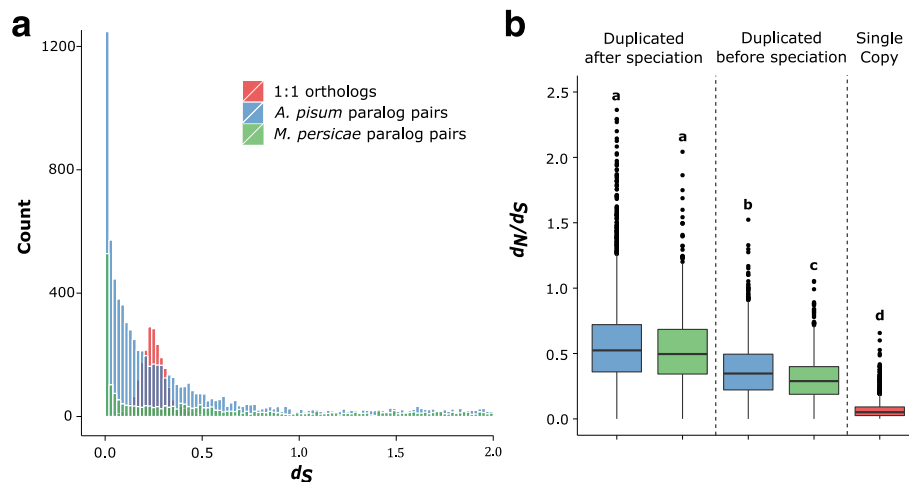 a
1200
800
400
0
Count
0.0 0.5 1.0 1.5 2.0
dS
1:1 orthologs
A. pisum paralog pairs
M. persicae paralog pairs
b
Duplicated
after speciation
Duplicated
before speciation
Single
Copy
2.5
2.0
1.5
1.0
0.5
0.0
dN/dS
a
a
b
c
d